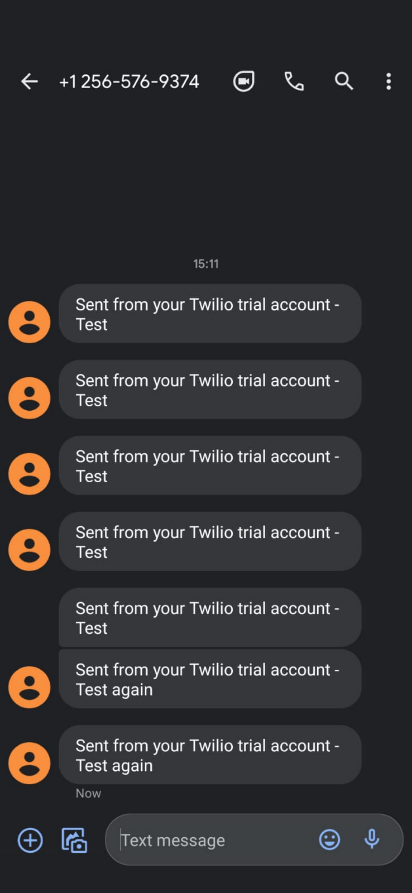 +1 256-576-9374
15:11
Sent from your Twilio trial account -
Test
Sent from your Twilio trial account -
Test
Sent from your Twilio trial account -
Test
Sent from your Twilio trial account -
Test
Sent from your Twilio trial account -
Test
Sent from your Twilio trial account -
Test again
Sent from your Twilio trial account -
Test again
Now
Text message